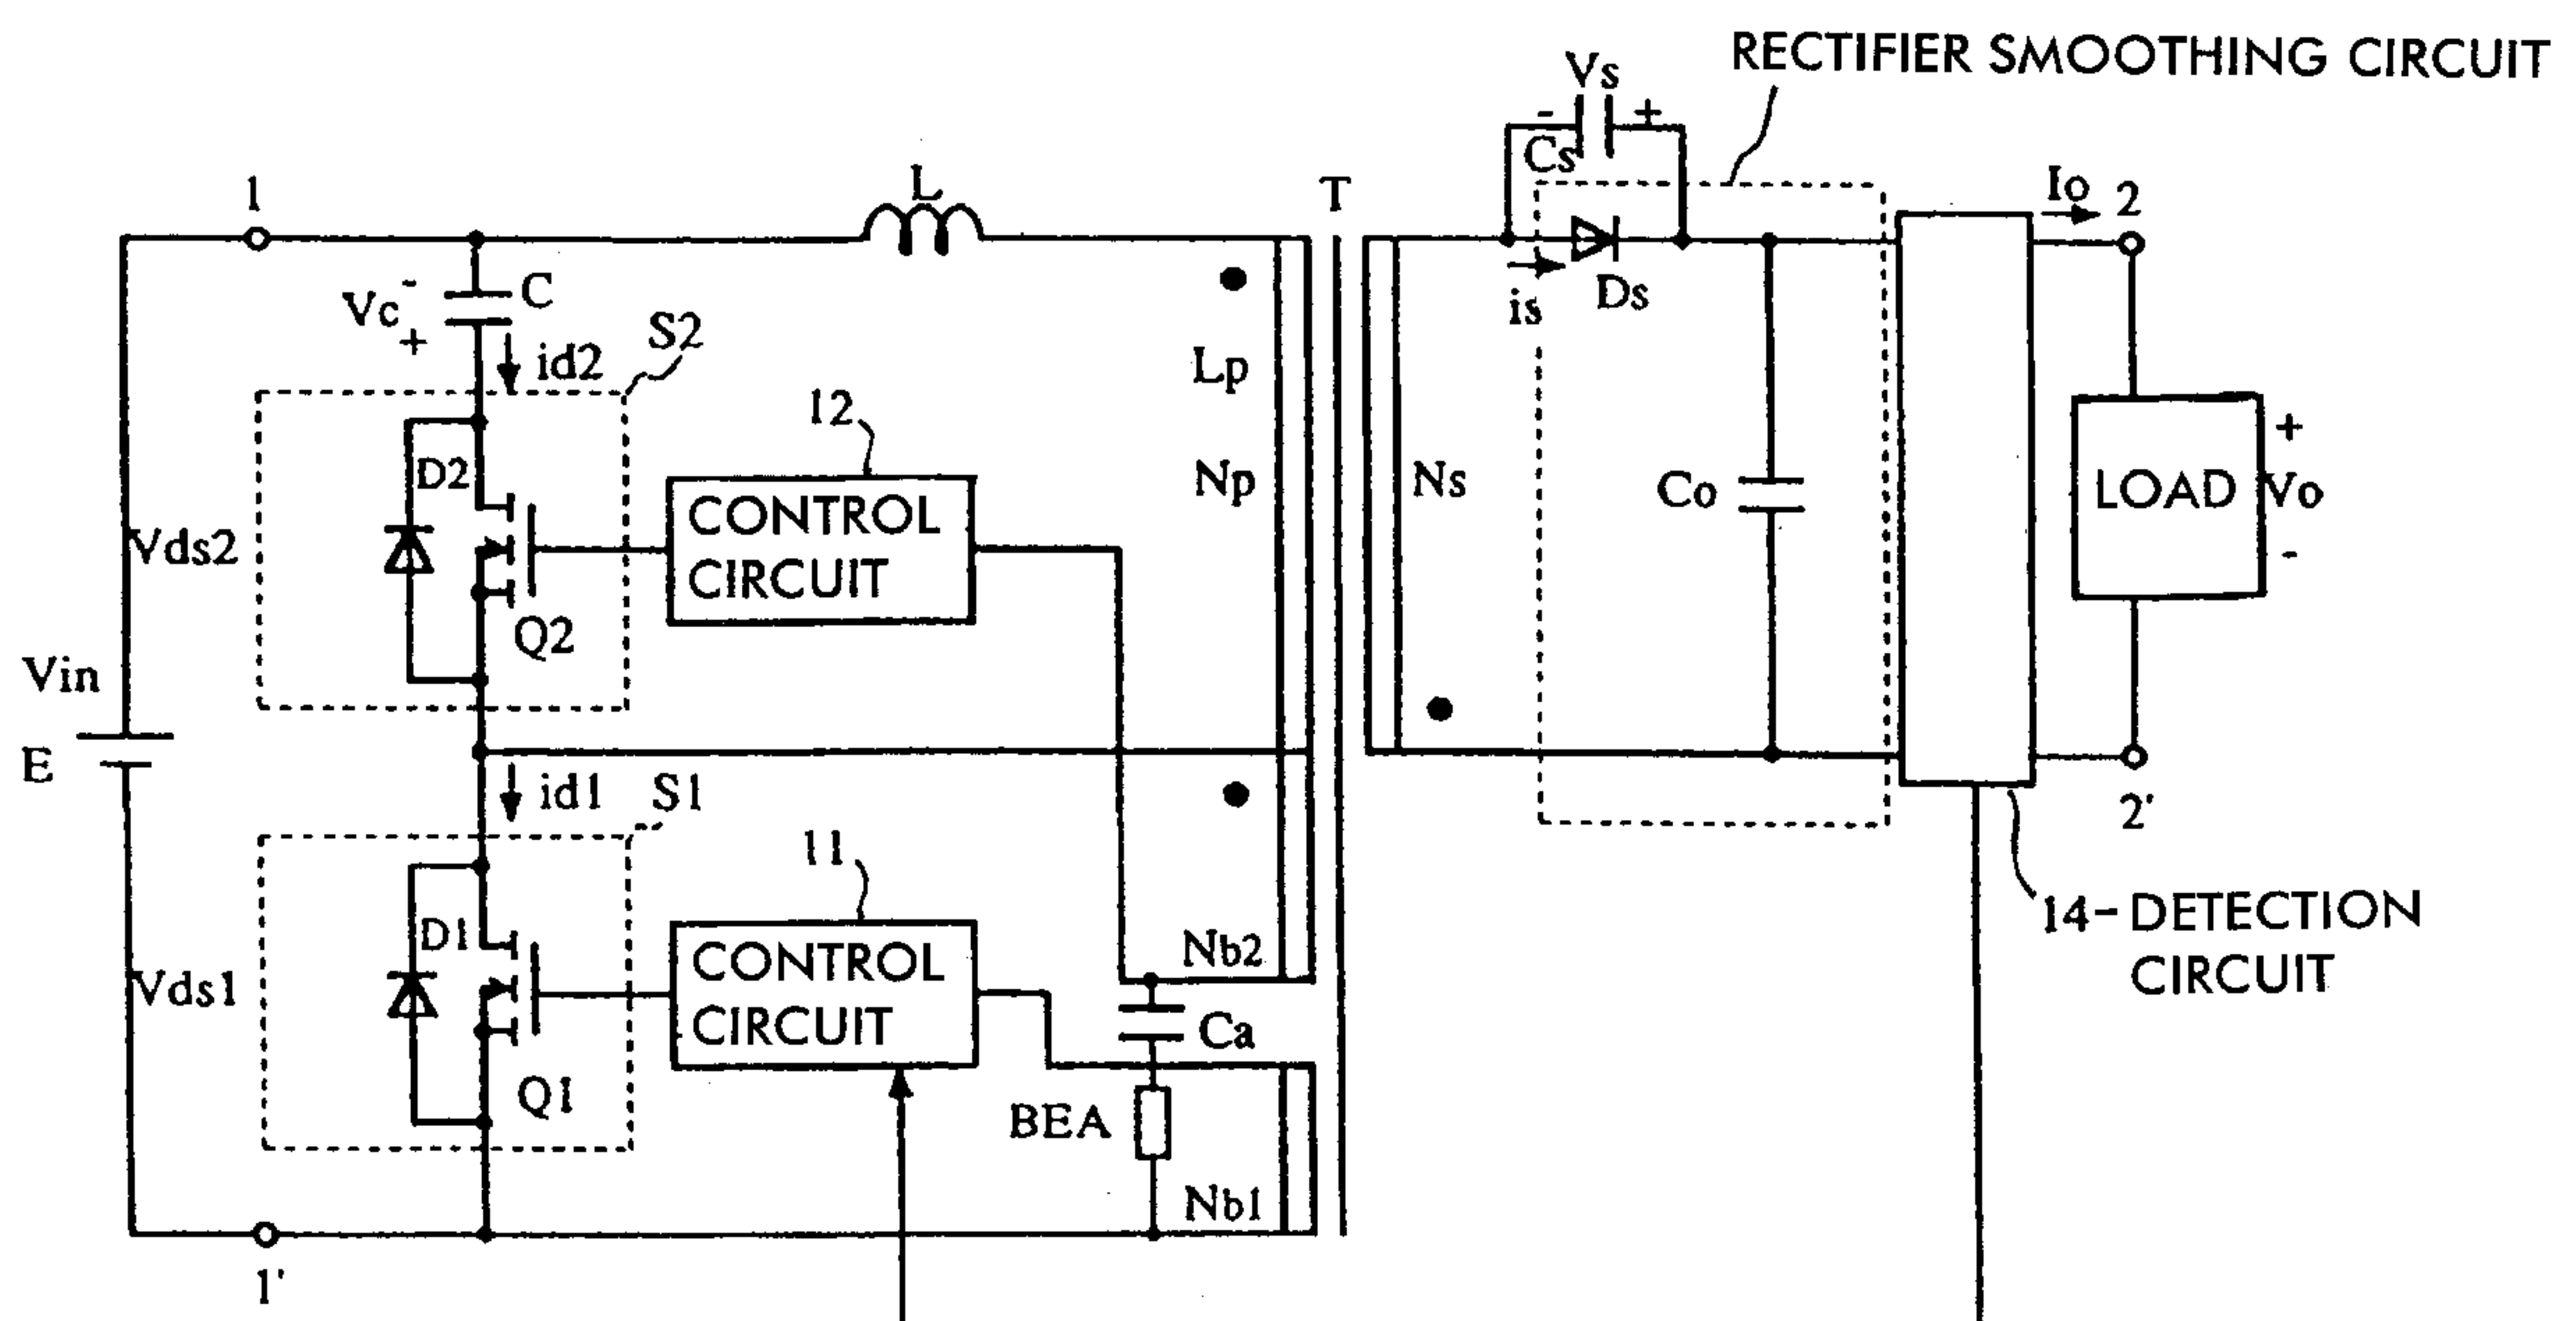 RECTIFIER SMOOTHING CIRCUIT
Vs
- +
Cs
1
L
T
Io 2
is
Ds
Vc
-
+
C
id2
S2
Lp
12
D2
Np
Ns
Co
CONTROL
CIRCUIT
LOAD
+
Vo
-
Vds2
Q2
Vin
E
id1
S1
2'
11
14- DETECTION
CIRCUIT
D1
CONTROL
CIRCUIT
Nb2
Vds1
Ca
Q1
BEA
Nb1
1'